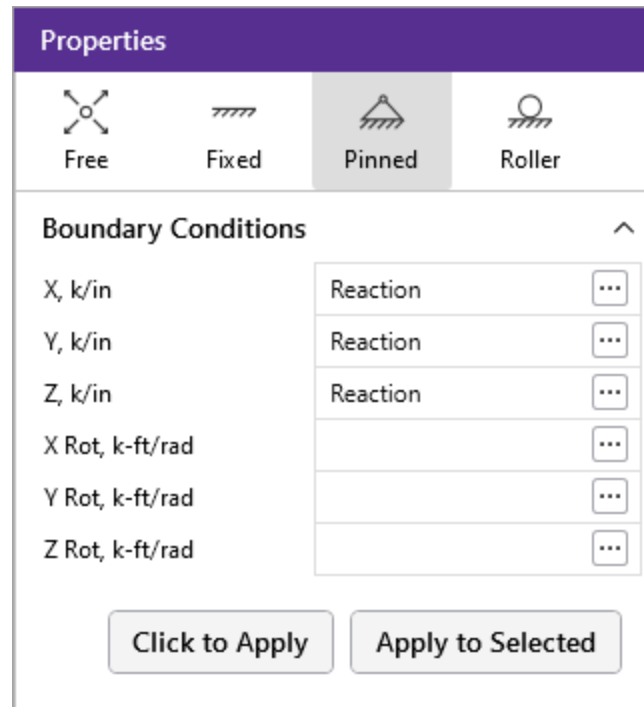 Properties
Free Fixed Pinned Roller
Boundary Conditions
X, k/in Reaction ...
Y, k/in Reaction ...
Z, k/in Reaction ...
X Rot, k-ft/rad ...
Y Rot, k-ft/rad ...
Z Rot, k-ft/rad ...
Click to Apply Apply to Selected